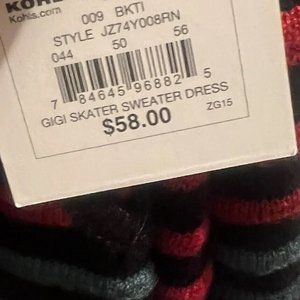 Kohls.com
009 BKTI
STYLE JZ74Y008RN
044 50 56
7 84645 96882 5
GIGI SKATER SWEATER DRESS
ZG15
$58.00